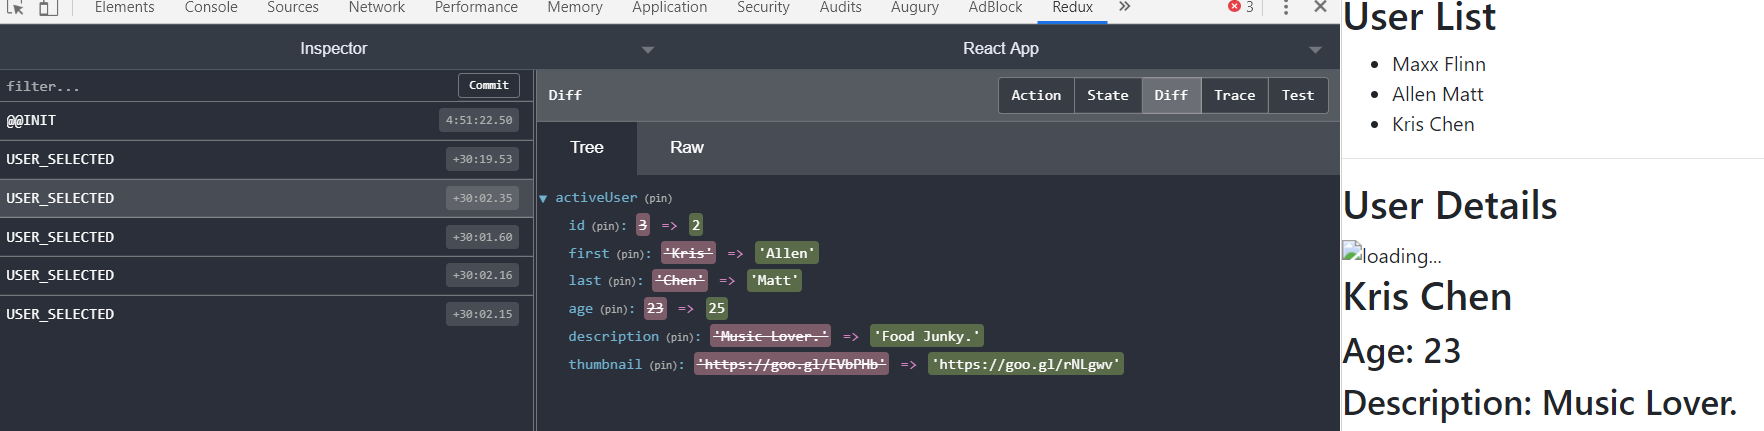 Elements Console Sources Network Performance Memory Application Security Audits Augury AdBlock Redux » 3
Inspector React App
filter... Commit
@@INIT 4:51:22.50
USER_SELECTED +30:19.53
USER_SELECTED +30:02.35
USER_SELECTED +30:01.60
USER_SELECTED +30:02.16
USER_SELECTED +30:02.15
Diff Action State Diff Trace Test
Tree Raw
activeUser (pin)
id (pin): 3 => 2
first (pin): 'Kris' => 'Allen'
last (pin): 'Chen' => 'Matt'
age (pin): 23 => 25
description (pin): 'Music Lover.' => 'Food Junky.'
thumbnail (pin): 'https://goo.gl/EVbPHb' => 'https://goo.gl/rNLgwv'
User List
Maxx Flinn
Allen Matt
Kris Chen
User Details
loading...
Kris Chen
Age: 23
Description: Music Lover.